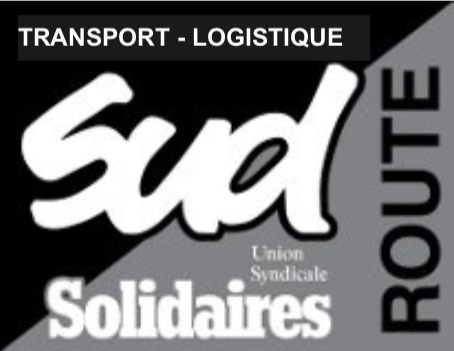 TRANSPORT - LOGISTIQUE
Sud
Union
Syndicale
Solidaires
ROUTE